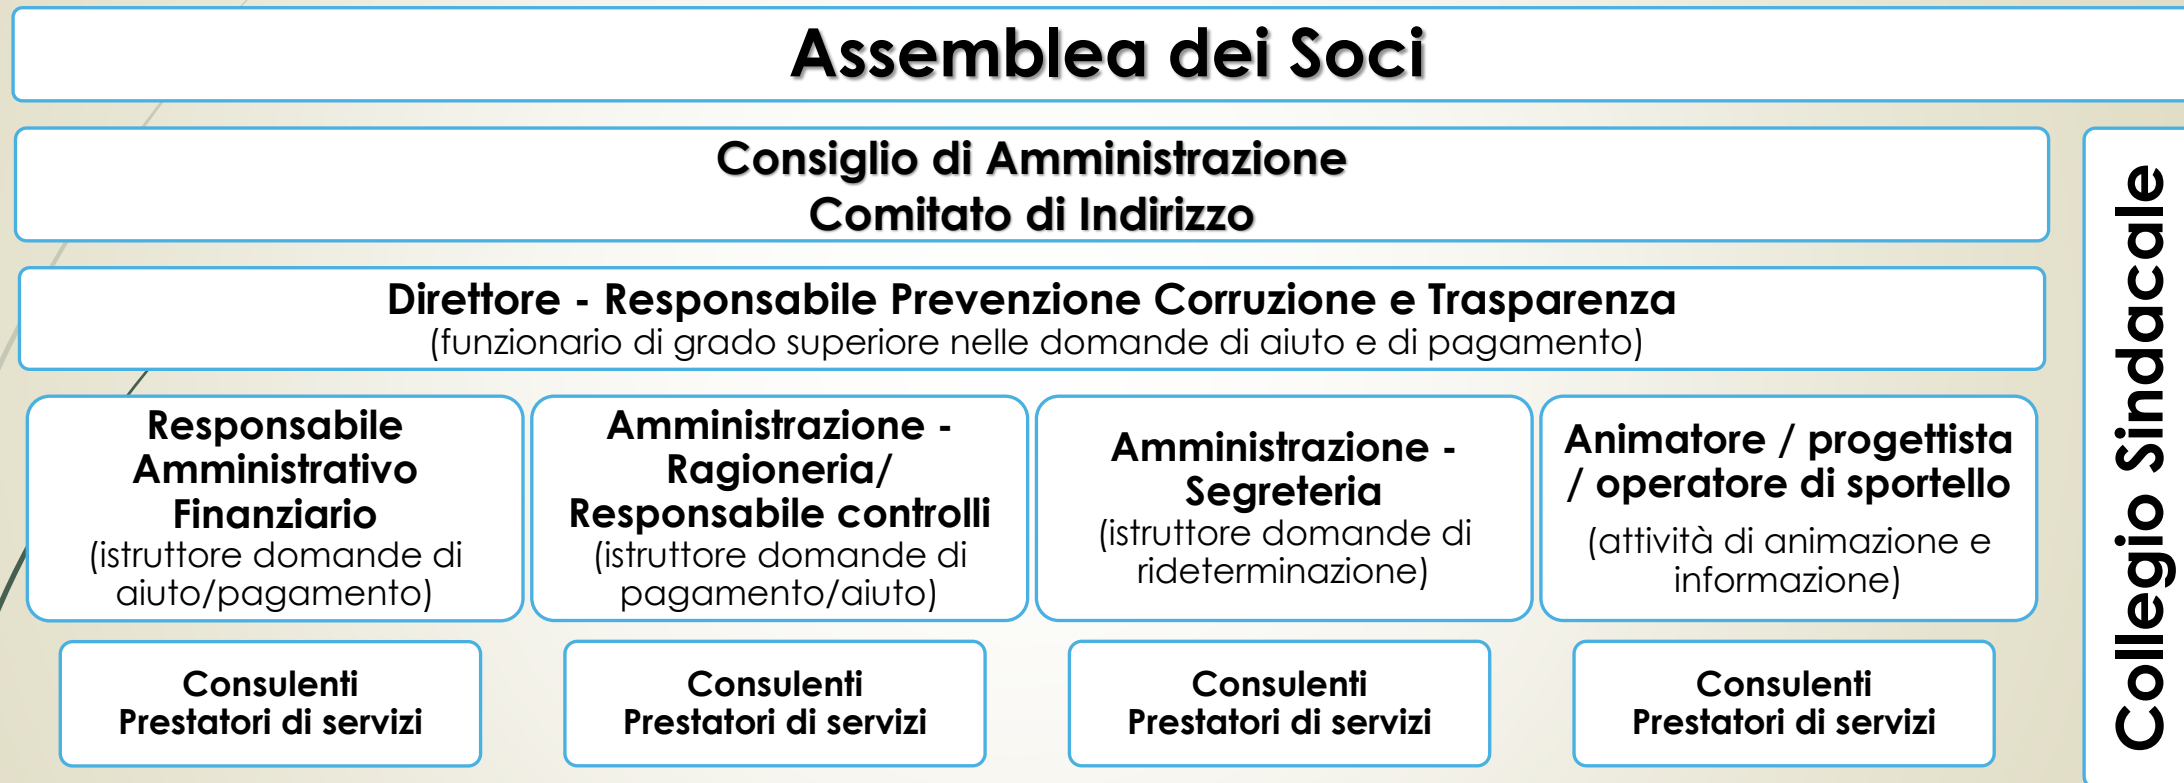 Assemblea dei Soci
Consiglio di Amministrazione
Comitato di Indirizzo
Direttore - Responsabile Prevenzione Corruzione e Trasparenza
(funzionario di grado superiore nelle domande di aiuto e di pagamento)
Responsabile
Amministrativo
Finanziario
(istruttore domande di
aiuto/pagamento)
Amministrazione -
Ragioneria/
Responsabile controlli
(istruttore domande di
pagamento/aiuto)
Amministrazione -
Segreteria
(istruttore domande di
rideterminazione)
Animatore / progettista
/ operatore di sportello
(attività di animazione e
informazione)
Consulenti
Prestatori di servizi
Consulenti
Prestatori di servizi
Consulenti
Prestatori di servizi
Consulenti
Prestatori di servizi
Collegio Sindacale